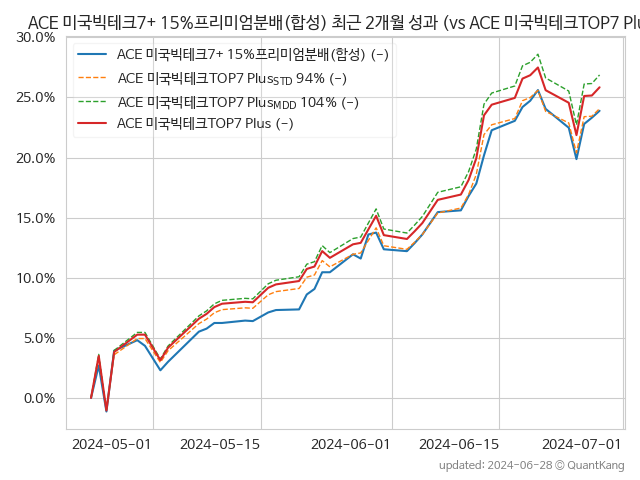 ACE 미국빅테크7+ 15%프리미엄분배(합성) 최근 2개월 성과 (vs ACE 미국빅테크TOP7 Plu
30.0%
25.0%
20.0%
15.0%
10.0%
5.0%
0.0%
ACE 미국빅테크7+ 15%프리미엄분배(합성) (-)
ACE 미국빅테크TOP7 PlusSTD 94% (-)
ACE 미국빅테크TOP7 PlusMDD 104% (-)
ACE 미국빅테크TOP7 Plus (-)
2024-05-01 2024-05-15 2024-06-01 2024-06-15 2024-07-01
updated: 2024-06-28 © QuantKang